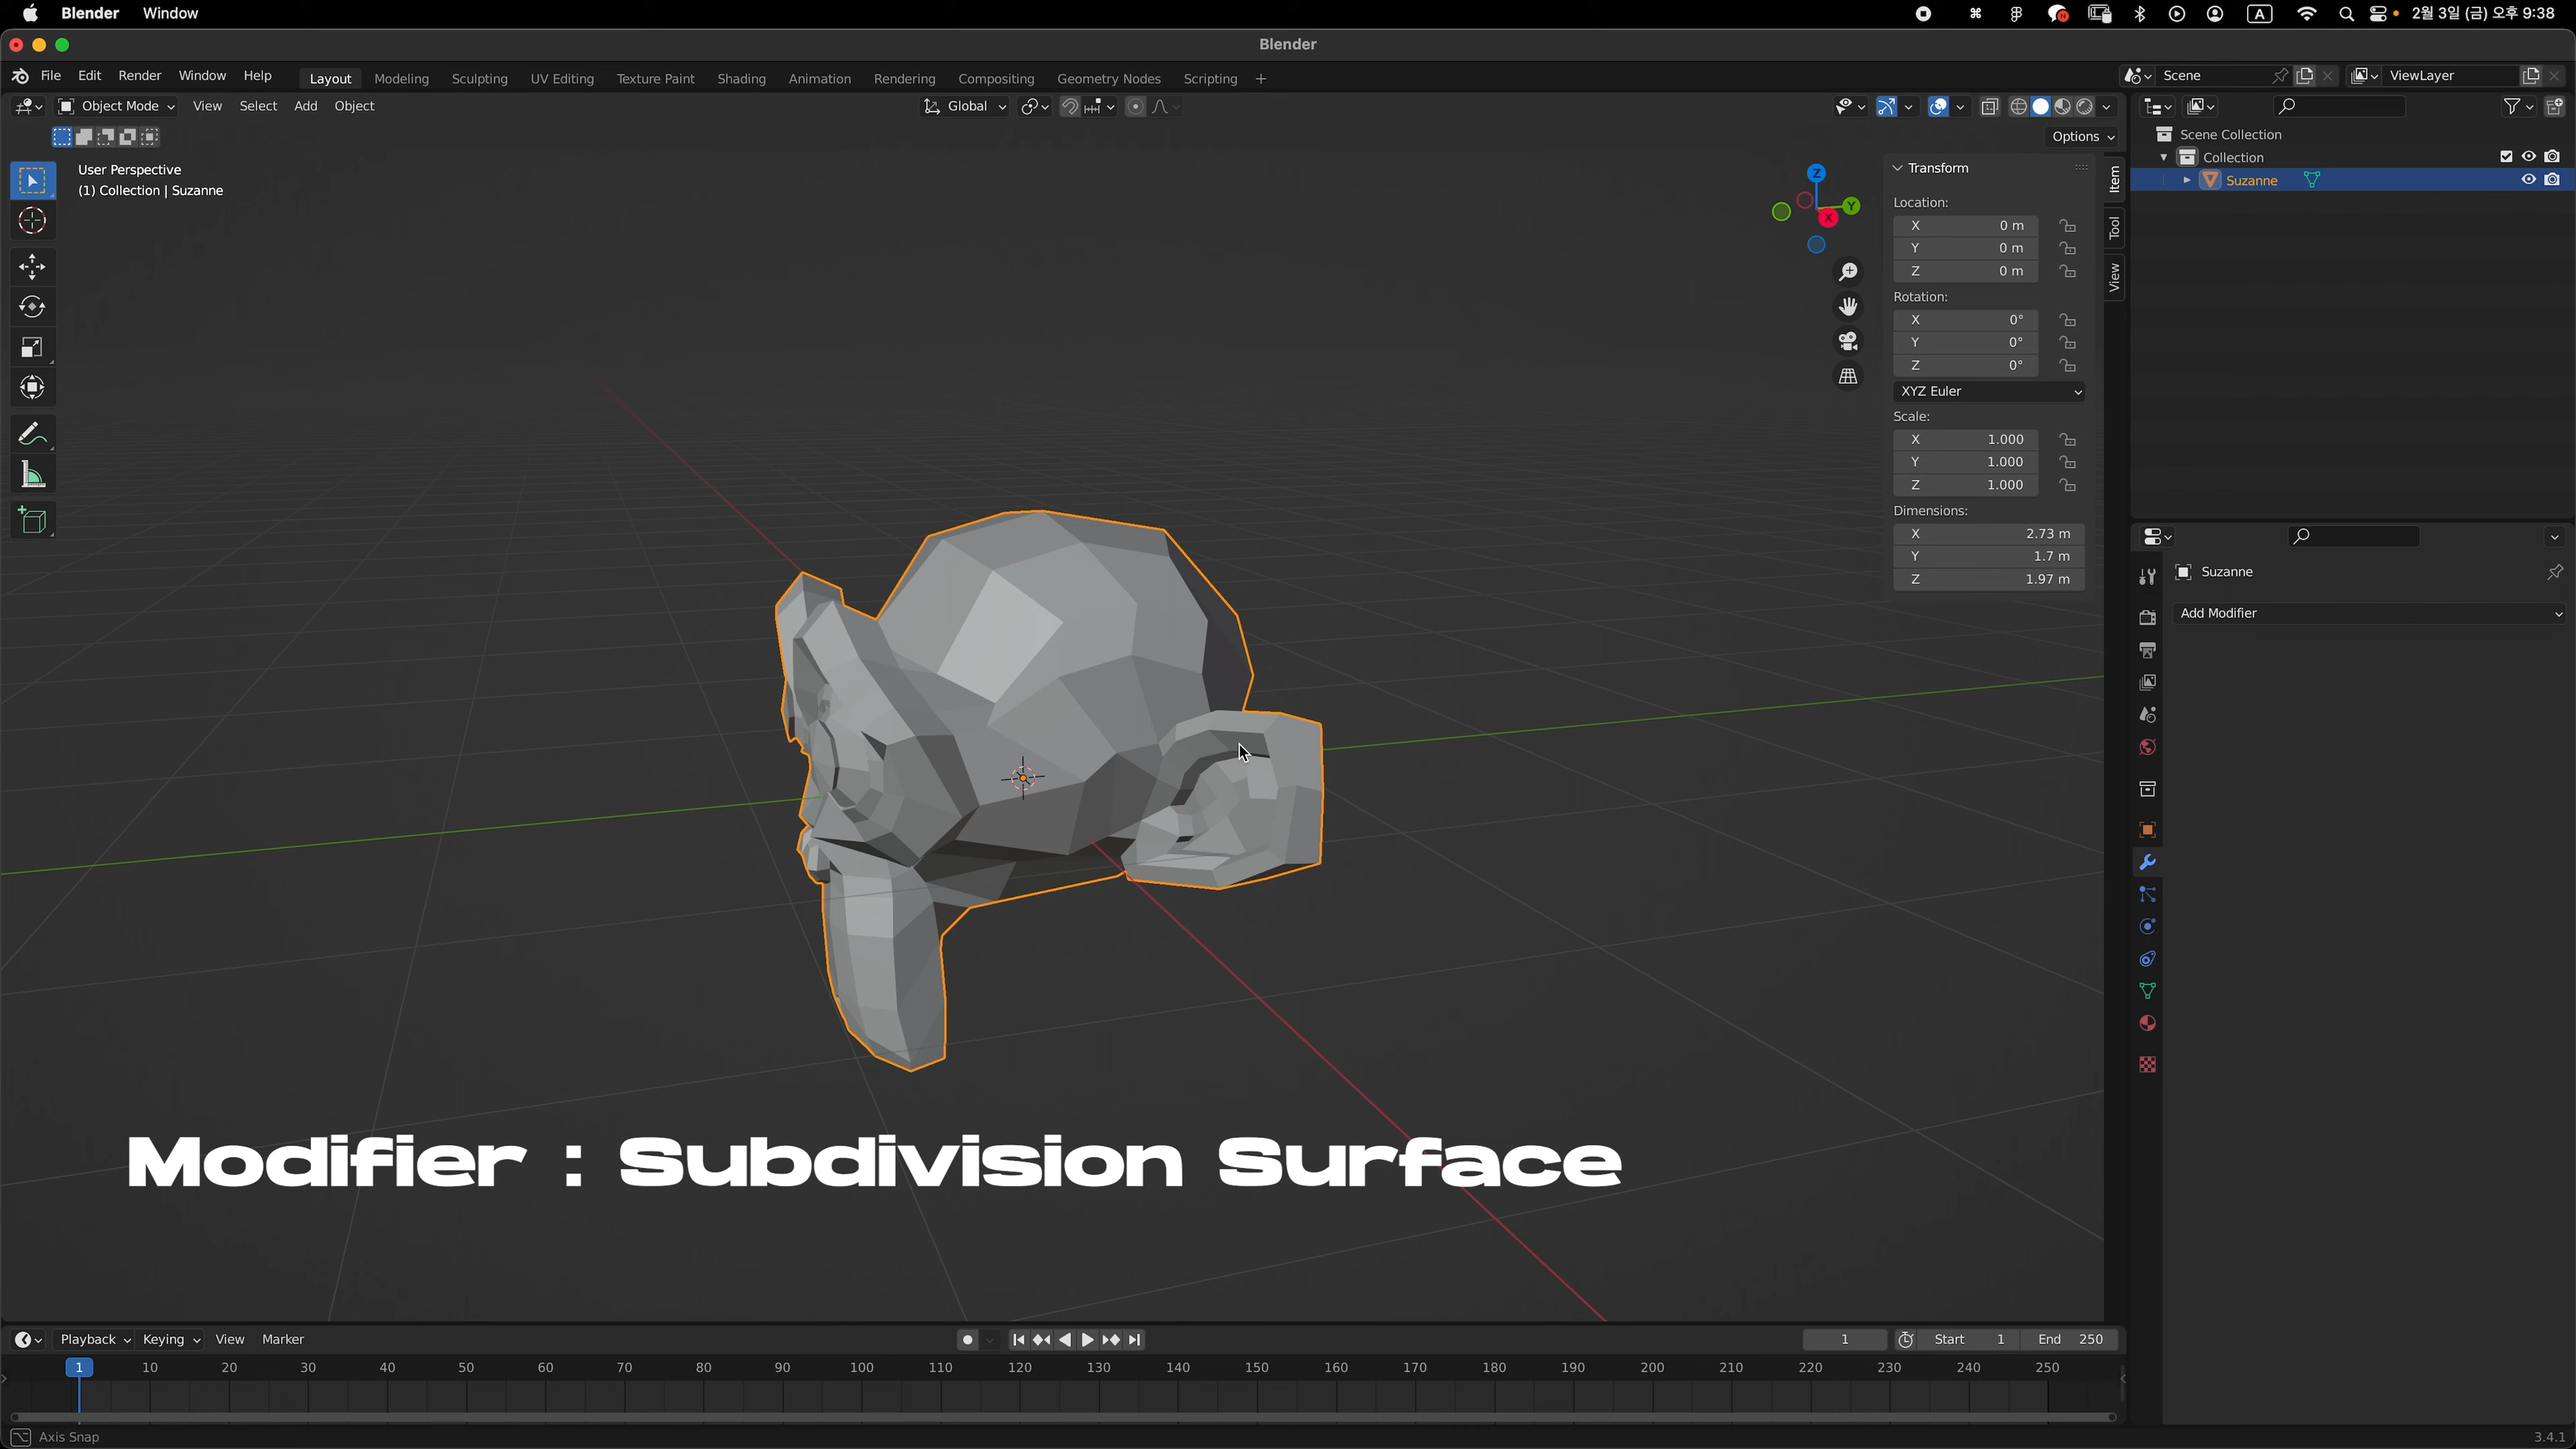 Blender Window
A 2월 3일 (금) 오후 9:38
Blender
File Edit Render Window Help
Layout Modeling Sculpting UV Editing Texture Paint Shading Animation Rendering Compositing Geometry Nodes Scripting +
Scene ViewLayer
Object Mode View Select Add Object
Global
Options
User Perspective
(1) Collection | Suzanne
Z
Y
X
Transform
Location:
X 0 m
Y 0 m
Z 0 m
Rotation:
X 0°
Y 0°
Z 0°
XYZ Euler
Scale:
X 1.000
Y 1.000
Z 1.000
Dimensions:
X 2.73 m
Y 1.7 m
Z 1.97 m
Item
Tool
View
Scene Collection
Collection
Suzanne
Suzanne
Add Modifier
Modifier : Subdivision Surface
Playback Keying View Marker
1 Start 1 End 250
1 10 20 30 40 50 60 70 80 90 100 110 120 130 140 150 160 170 180 190 200 210 220 230 240 250
Axis Snap
3.4.1